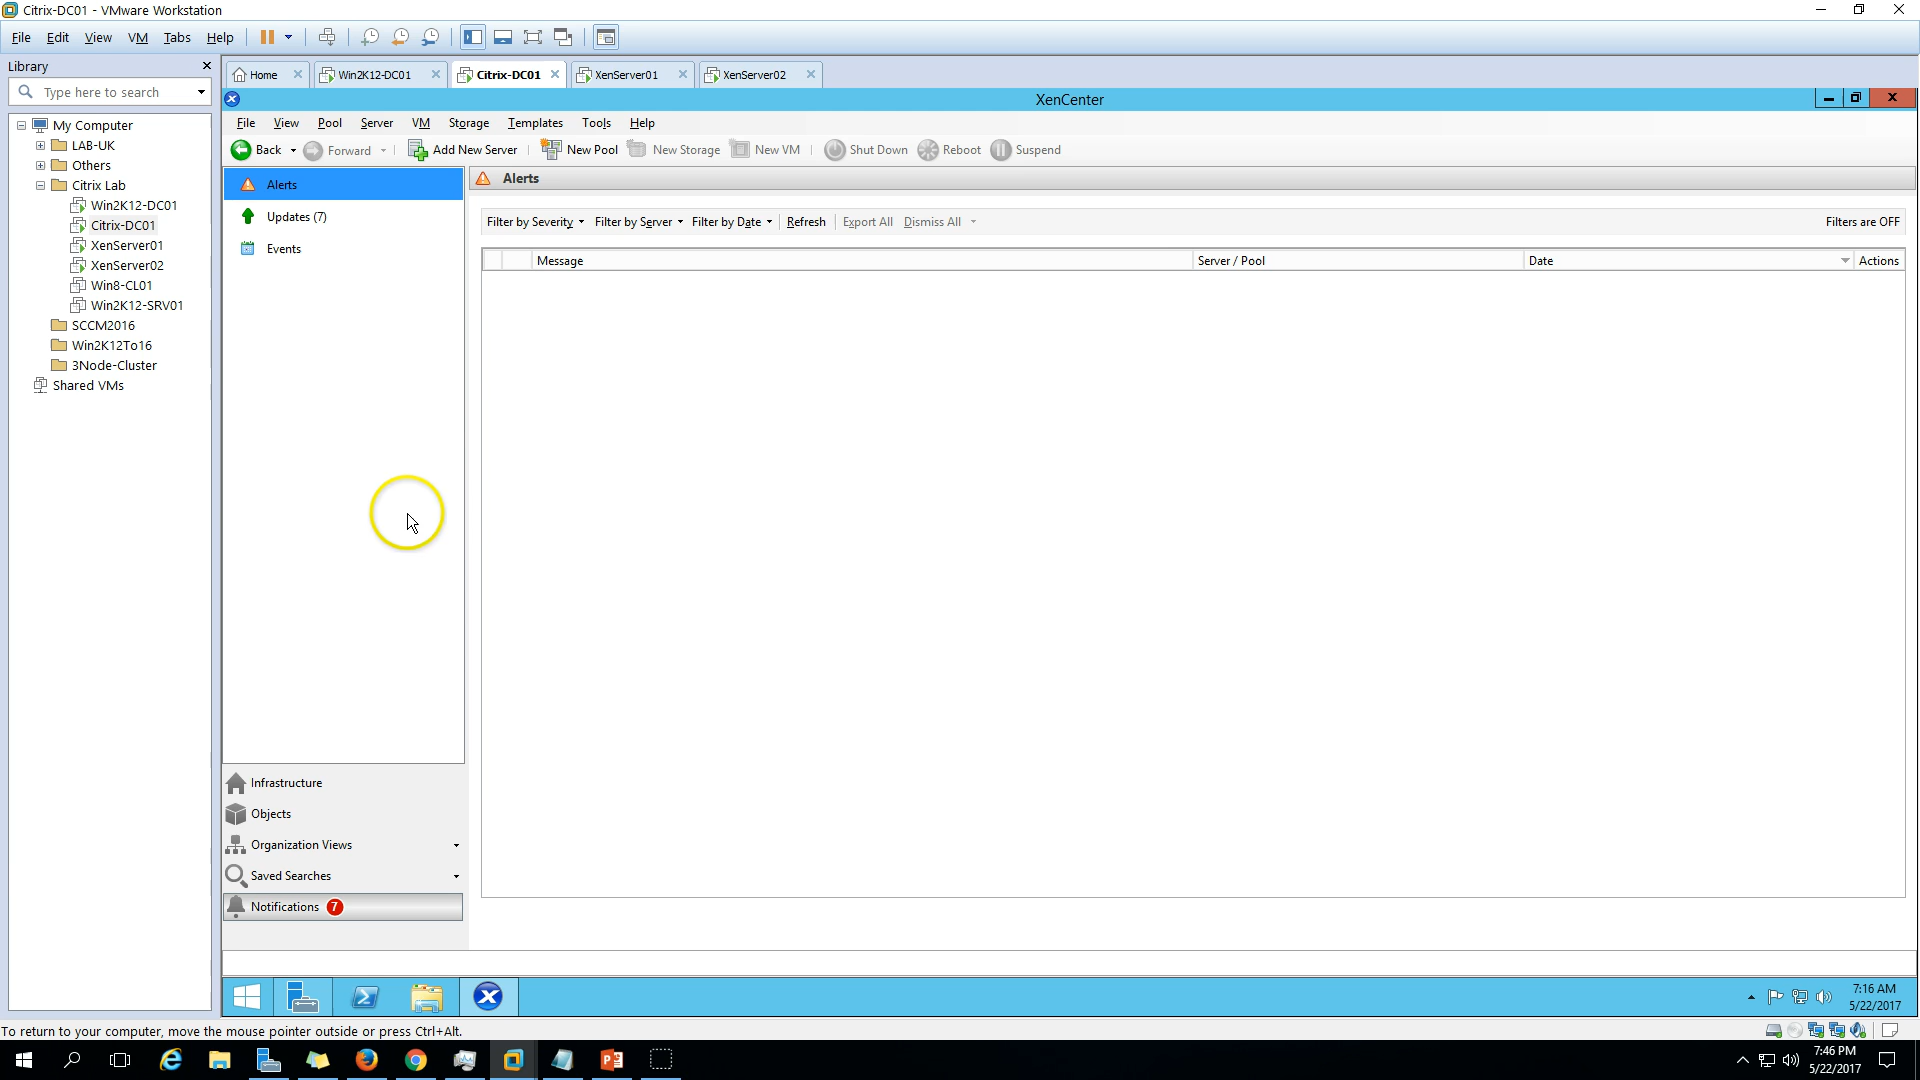 Citrix-DC01 - VMware Workstation
File Edit View VM Tabs Help
Library
Type here to search
My Computer
LAB-UK
Others
Citrix Lab
Win2K12-DC01
Citrix-DC01
XenServer01
XenServer02
Win8-CL01
Win2K12-SRV01
SCCM2016
Win2K12To16
3Node-Cluster
Shared VMs
Home Win2K12-DC01 Citrix-DC01 XenServer01 XenServer02
XenCenter
File View Pool Server VM Storage Templates Tools Help
Back Forward Add New Server New Pool New Storage New VM Shut Down Reboot Suspend
Alerts
Updates (7)
Events
Infrastructure
Objects
Organization Views
Saved Searches
Notifications 7
Alerts
Filter by Severity Filter by Server Filter by Date Refresh Export All Dismiss All Filters are OFF
Message Server / Pool Date Actions
7:16 AM
5/22/2017
To return to your computer, move the mouse pointer outside or press Ctrl+Alt.
7:46 PM
5/22/2017